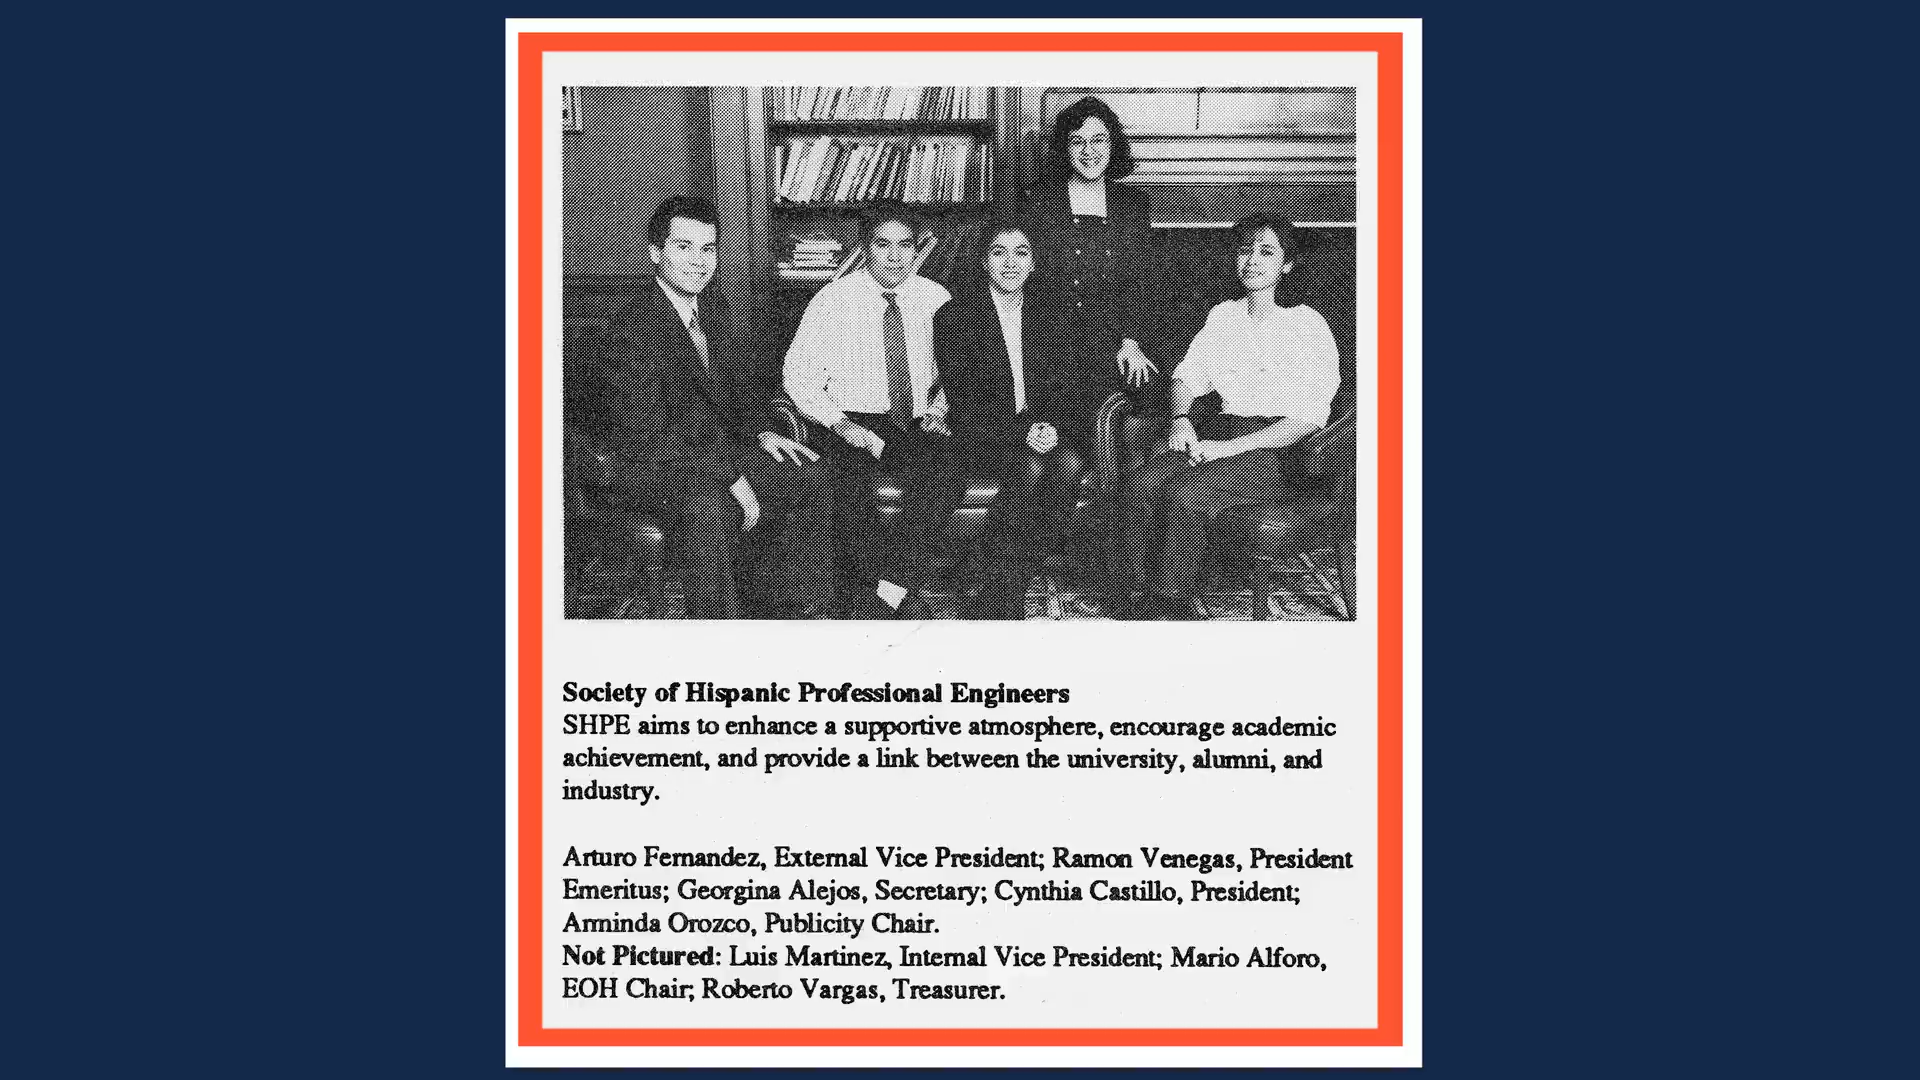 Society of Hispanic Professional Engineers
SHPE aims to enhance a supportive atmosphere, encourage academic
achievement, and provide a link between the university, alumni, and
industry.
Arturo Fernandez, External Vice President; Ramon Venegas, President
Emeritus; Georgina Alejos, Secretary; Cynthia Castillo, President;
Arminda Orozco, Publicity Chair.
Not Pictured: Luis Martinez, Internal Vice President; Mario Alforo,
EOH Chair; Roberto Vargas, Treasurer.